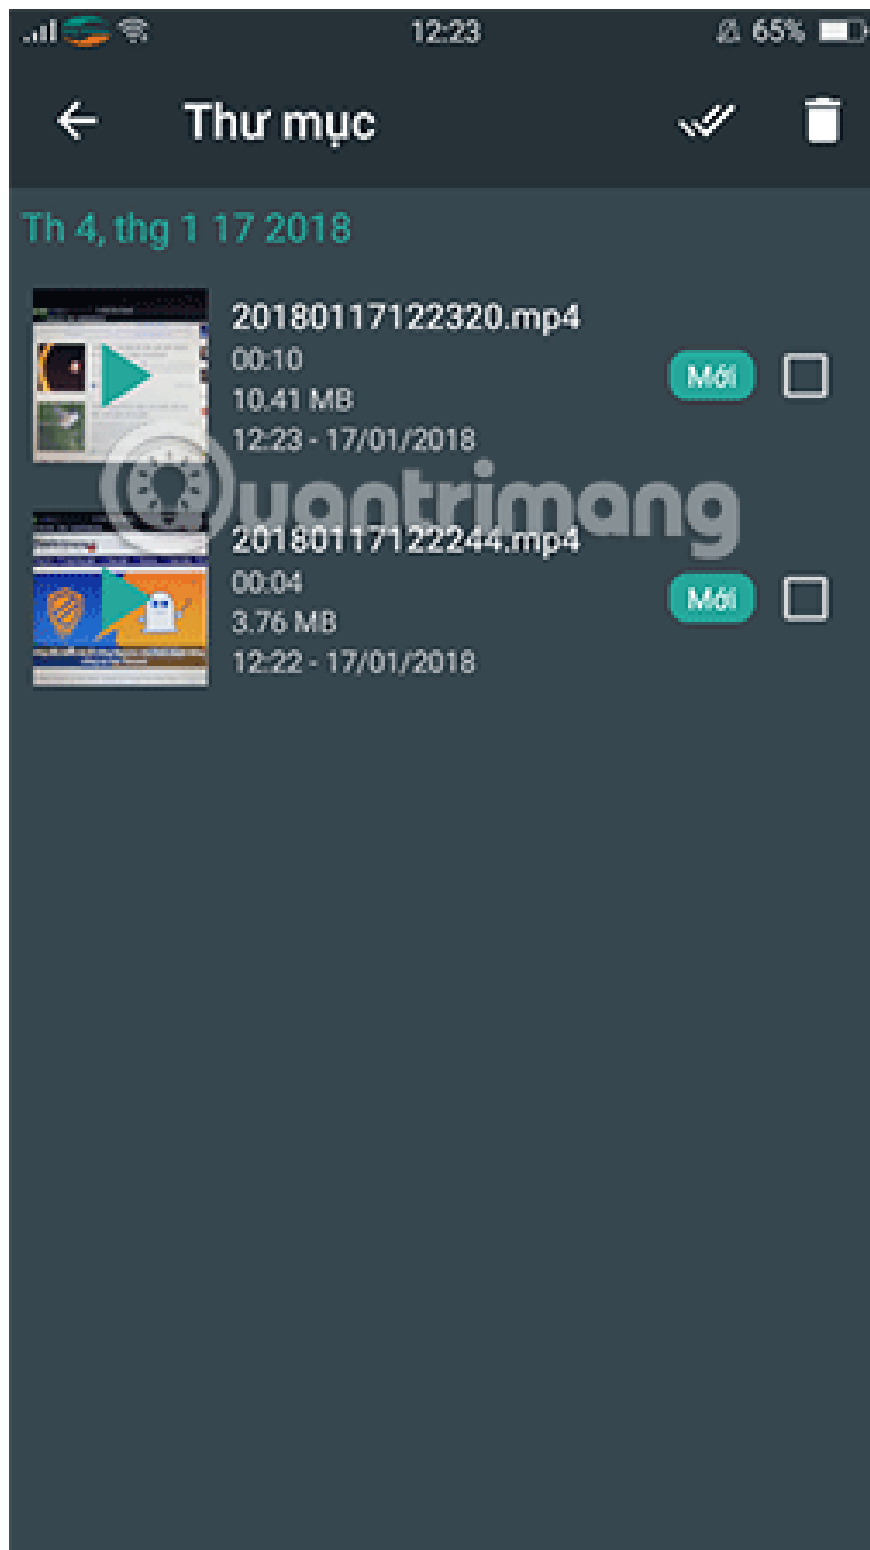 12:23
65%
Thư mục
Th 4, thg 1 17 2018
20180117122320.mp4
00:10
10.41 MB
Mới
12:23 - 17/01/2018
Quantrimang
20180117122244.mp4
00:04
3.76 MB
Mới
12:22 - 17/01/2018